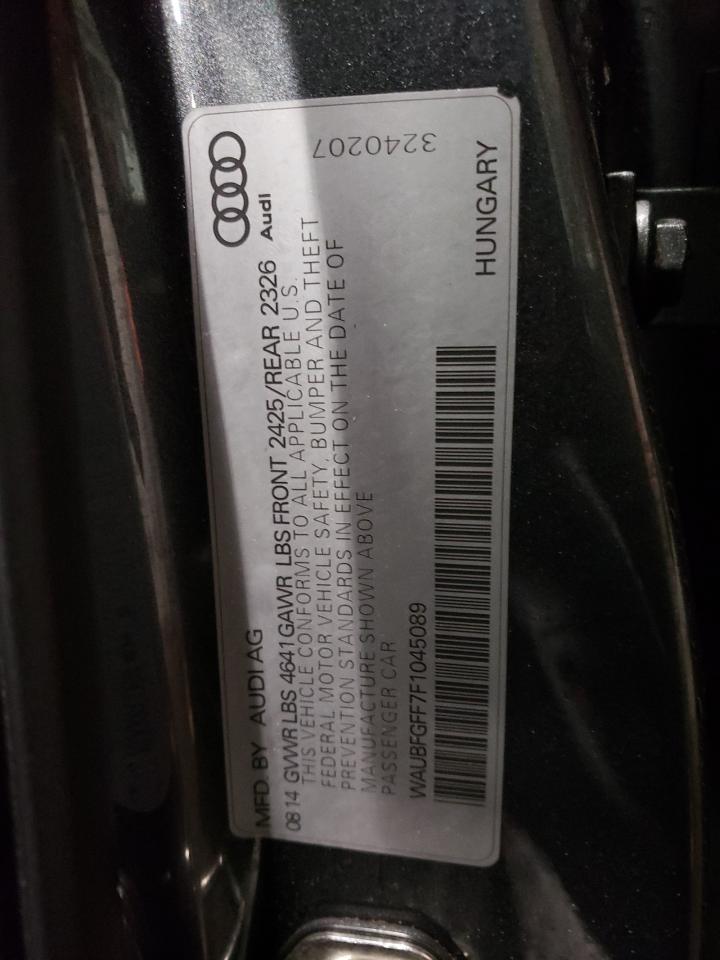 MFD. BY AUDI AG
08 14 GVWR LBS 4641 GAWR LBS FRONT 2425/REAR 2326
Audi
THIS VEHICLE CONFORMS TO ALL APPLICABLE U.S.
FEDERAL MOTOR VEHICLE SAFETY, BUMPER AND THEFT
PREVENTION STANDARDS IN EFFECT ON THE DATE OF
MANUFACTURE SHOWN ABOVE
PASSENGER CAR
3240207
WAUBFGFF7F1045089
HUNGARY